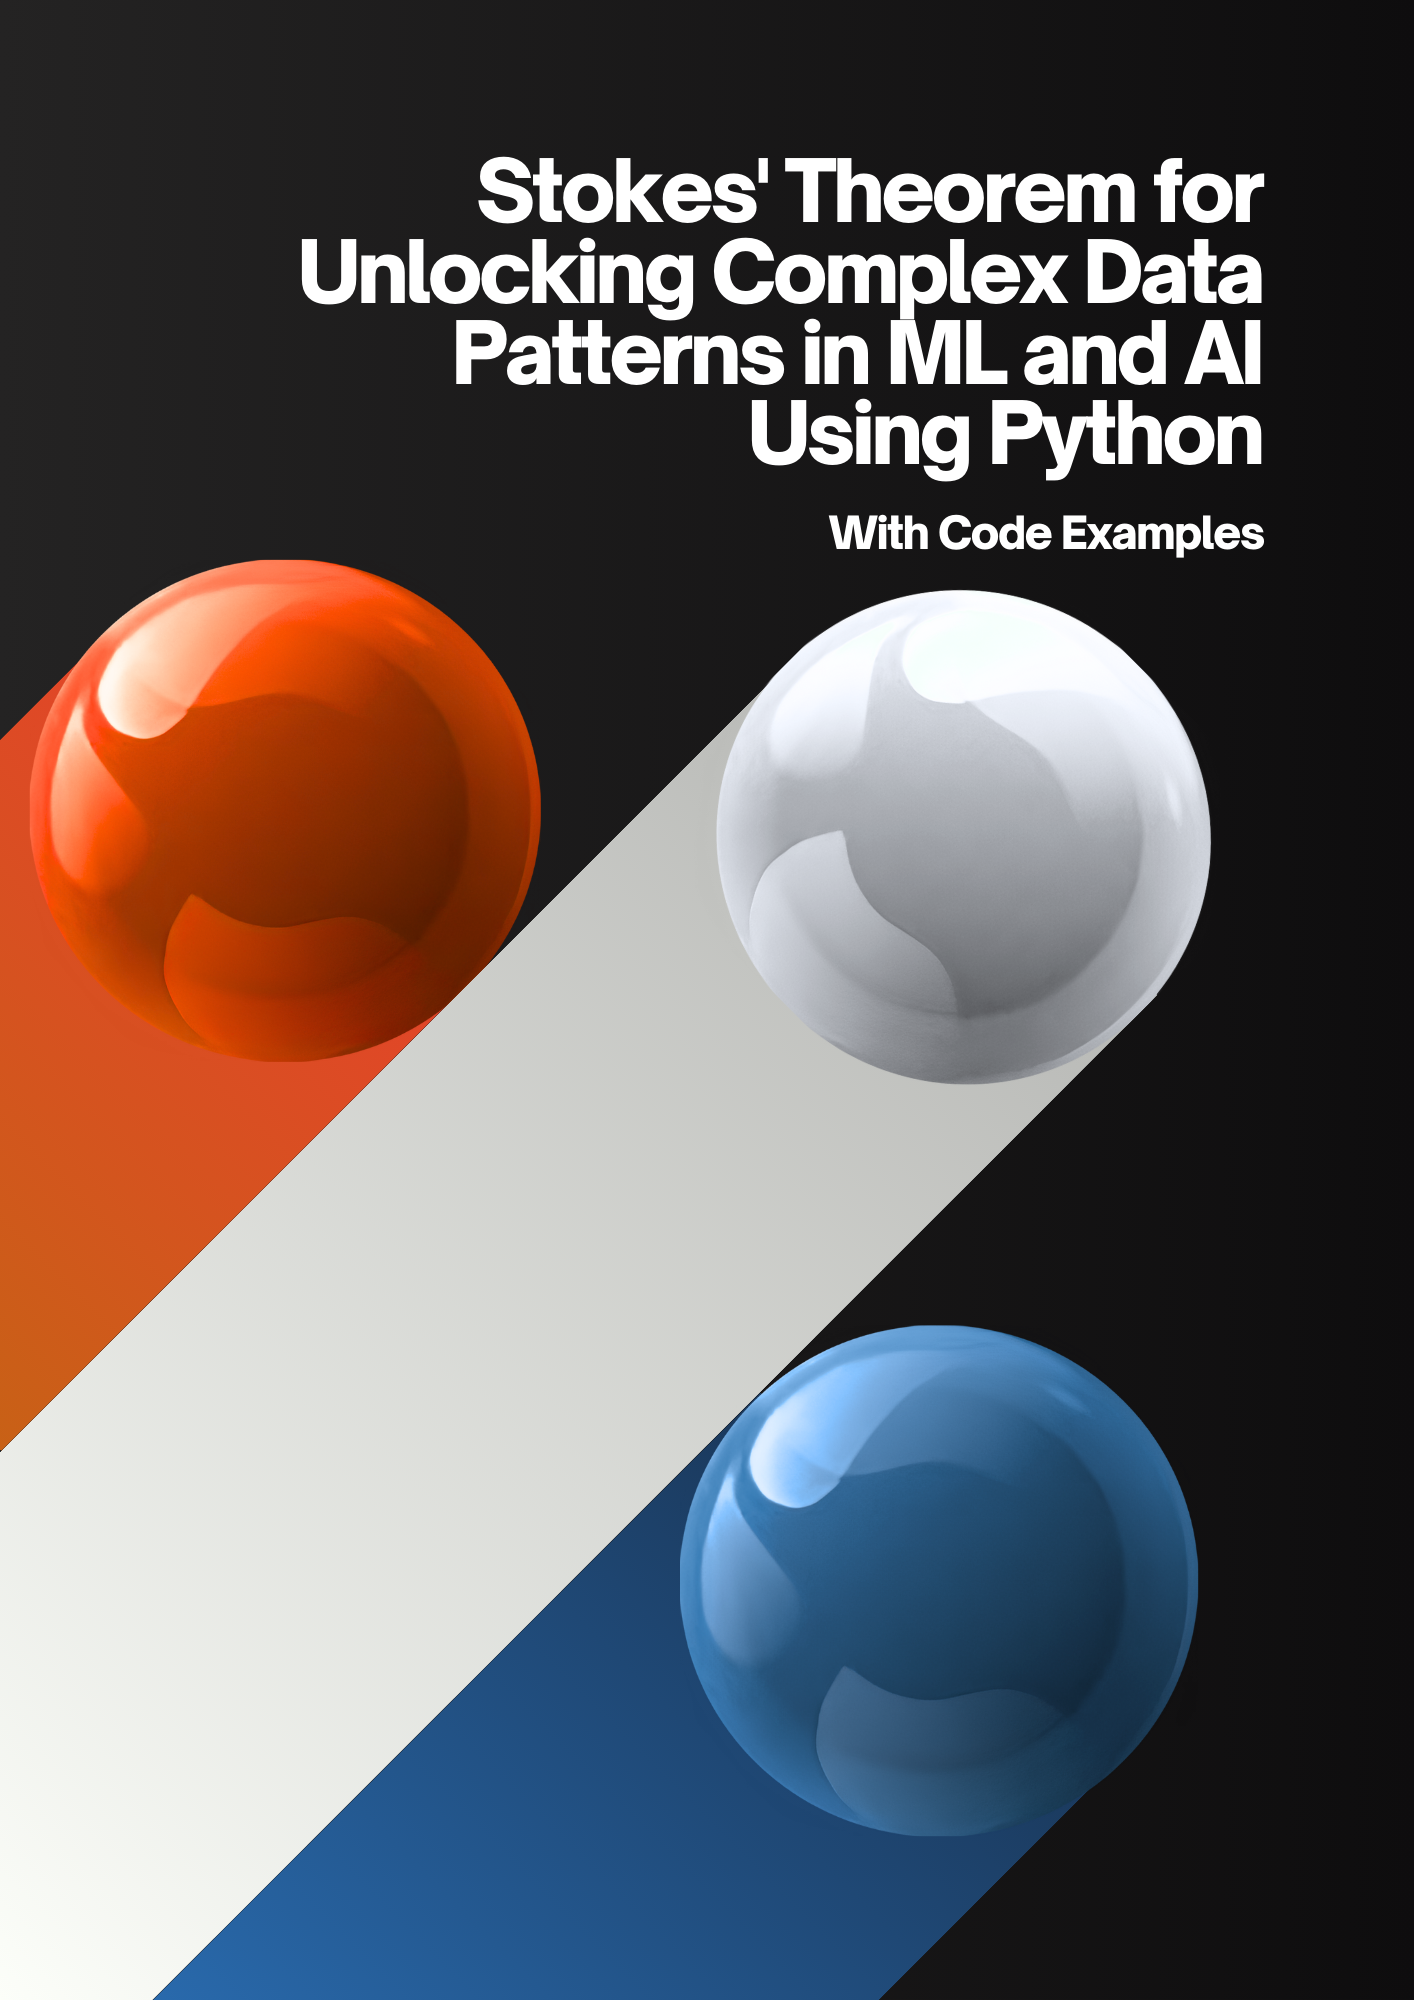 Stokes' Theorem for
Unlocking Complex Data
Patterns in ML and AI
Using Python
With Code Examples